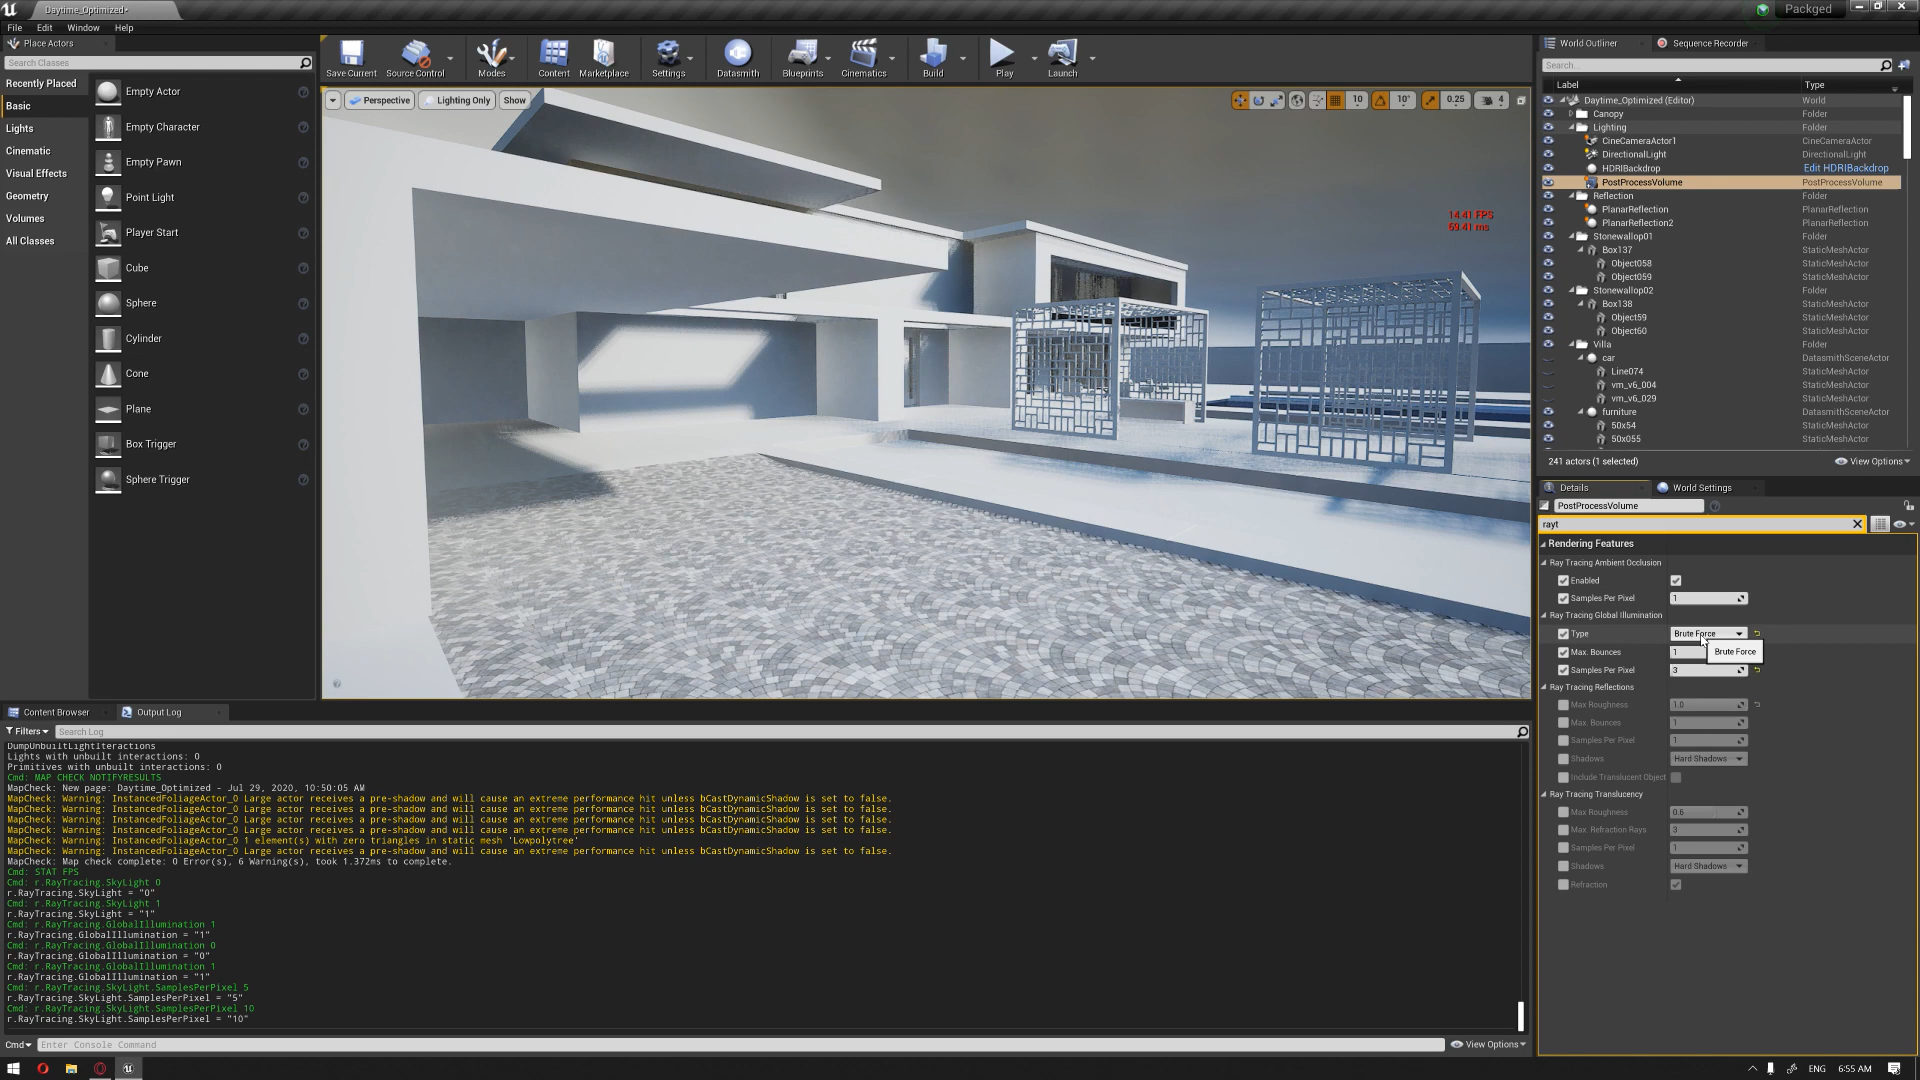 Daytime_Optimized•
Packged
File Edit Window Help
Place Actors
Search Classes
Recently Placed
Basic
Lights
Cinematic
Visual Effects
Geometry
Volumes
All Classes
Empty Actor
Empty Character
Empty Pawn
Point Light
Player Start
Cube
Sphere
Cylinder
Cone
Plane
Box Trigger
Sphere Trigger
Save Current Source Control Modes Content Marketplace Settings Datasmith Blueprints Cinematics Build Play Launch
Perspective Lighting Only Show
10 10° 0.25 4
14.41 FPS
69.41 ms
World Outliner Sequence Recorder
Search...
Label Type
Daytime_Optimized (Editor) World
Canopy Folder
Lighting Folder
CineCameraActor1 CineCameraActor
DirectionalLight DirectionalLight
HDRIBackdrop Edit HDRIBackdrop
PostProcessVolume PostProcessVolume
Reflection Folder
PlanarReflection PlanarReflection
PlanarReflection2 PlanarReflection
Stonewallop01 Folder
Box137 StaticMeshActor
Object058 StaticMeshActor
Object059 StaticMeshActor
Stonewallop02 Folder
Box138 StaticMeshActor
Object59 StaticMeshActor
Object60 StaticMeshActor
Villa Folder
car DatasmithSceneActor
Line074 StaticMeshActor
vm_v6_004 StaticMeshActor
vm_v6_029 StaticMeshActor
furniture DatasmithSceneActor
50x54 StaticMeshActor
50x055 StaticMeshActor
241 actors (1 selected) View Options
Details World Settings
PostProcessVolume
rayt
Rendering Features
Ray Tracing Ambient Occlusion
Enabled
Samples Per Pixel 1
Ray Tracing Global Illumination
Type Brute Force
Max. Bounces 1 Brute Force
Samples Per Pixel 3
Ray Tracing Reflections
Max Roughness 1.0
Max. Bounces 1
Samples Per Pixel 1
Shadows Hard Shadows
Include Translucent Object
Ray Tracing Translucency
Max Roughness 0.6
Max. Refraction Rays 3
Samples Per Pixel 1
Shadows Hard Shadows
Refraction
Content Browser Output Log
Filters Search Log
DumpUnbuiltLightIteractions
Lights with unbuilt interactions: 0
Primitives with unbuilt interactions: 0
Cmd: MAP CHECK NOTIFYRESULTS
MapCheck: New page: Daytime_Optimized - Jul 29, 2020, 10:50:05 AM
MapCheck: Warning: InstancedFoliageActor_0 Large actor receives a pre-shadow and will cause an extreme performance hit unless bCastDynamicShadow is set to false.
MapCheck: Warning: InstancedFoliageActor_0 Large actor receives a pre-shadow and will cause an extreme performance hit unless bCastDynamicShadow is set to false.
MapCheck: Warning: InstancedFoliageActor_0 Large actor receives a pre-shadow and will cause an extreme performance hit unless bCastDynamicShadow is set to false.
MapCheck: Warning: InstancedFoliageActor_0 Large actor receives a pre-shadow and will cause an extreme performance hit unless bCastDynamicShadow is set to false.
MapCheck: Warning: InstancedFoliageActor_0 1 element(s) with zero triangles in static mesh 'Lowpolytree'
MapCheck: Warning: InstancedFoliageActor_0 Large actor receives a pre-shadow and will cause an extreme performance hit unless bCastDynamicShadow is set to false.
MapCheck: Map check complete: 0 Error(s), 6 Warning(s), took 1.372ms to complete.
Cmd: STAT FPS
Cmd: r.RayTracing.SkyLight 0
r.RayTracing.SkyLight = "0"
Cmd: r.RayTracing.SkyLight 1
r.RayTracing.SkyLight = "1"
Cmd: r.RayTracing.GlobalIllumination 1
r.RayTracing.GlobalIllumination = "1"
Cmd: r.RayTracing.GlobalIllumination 0
r.RayTracing.GlobalIllumination = "0"
Cmd: r.RayTracing.GlobalIllumination 1
r.RayTracing.GlobalIllumination = "1"
Cmd: r.RayTracing.SkyLight.SamplesPerPixel 5
r.RayTracing.SkyLight.SamplesPerPixel = "5"
Cmd: r.RayTracing.SkyLight.SamplesPerPixel 10
r.RayTracing.SkyLight.SamplesPerPixel = "10"
Cmd Enter Console Command View Options
ENG 6:55 AM